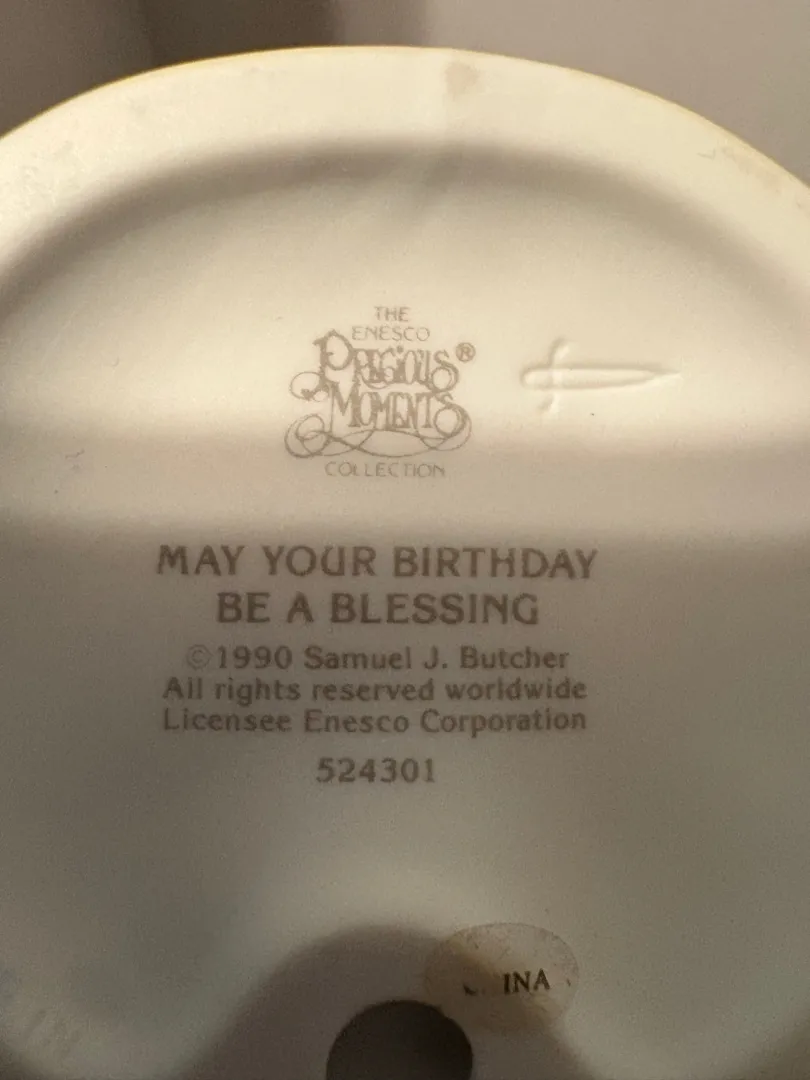 THE
ENESCO
PRECIOUS®
MOMENTS
COLLECTION
MAY YOUR BIRTHDAY
BE A BLESSING
©1990 Samuel J. Butcher
All rights reserved worldwide
Licensee Enesco Corporation
524301